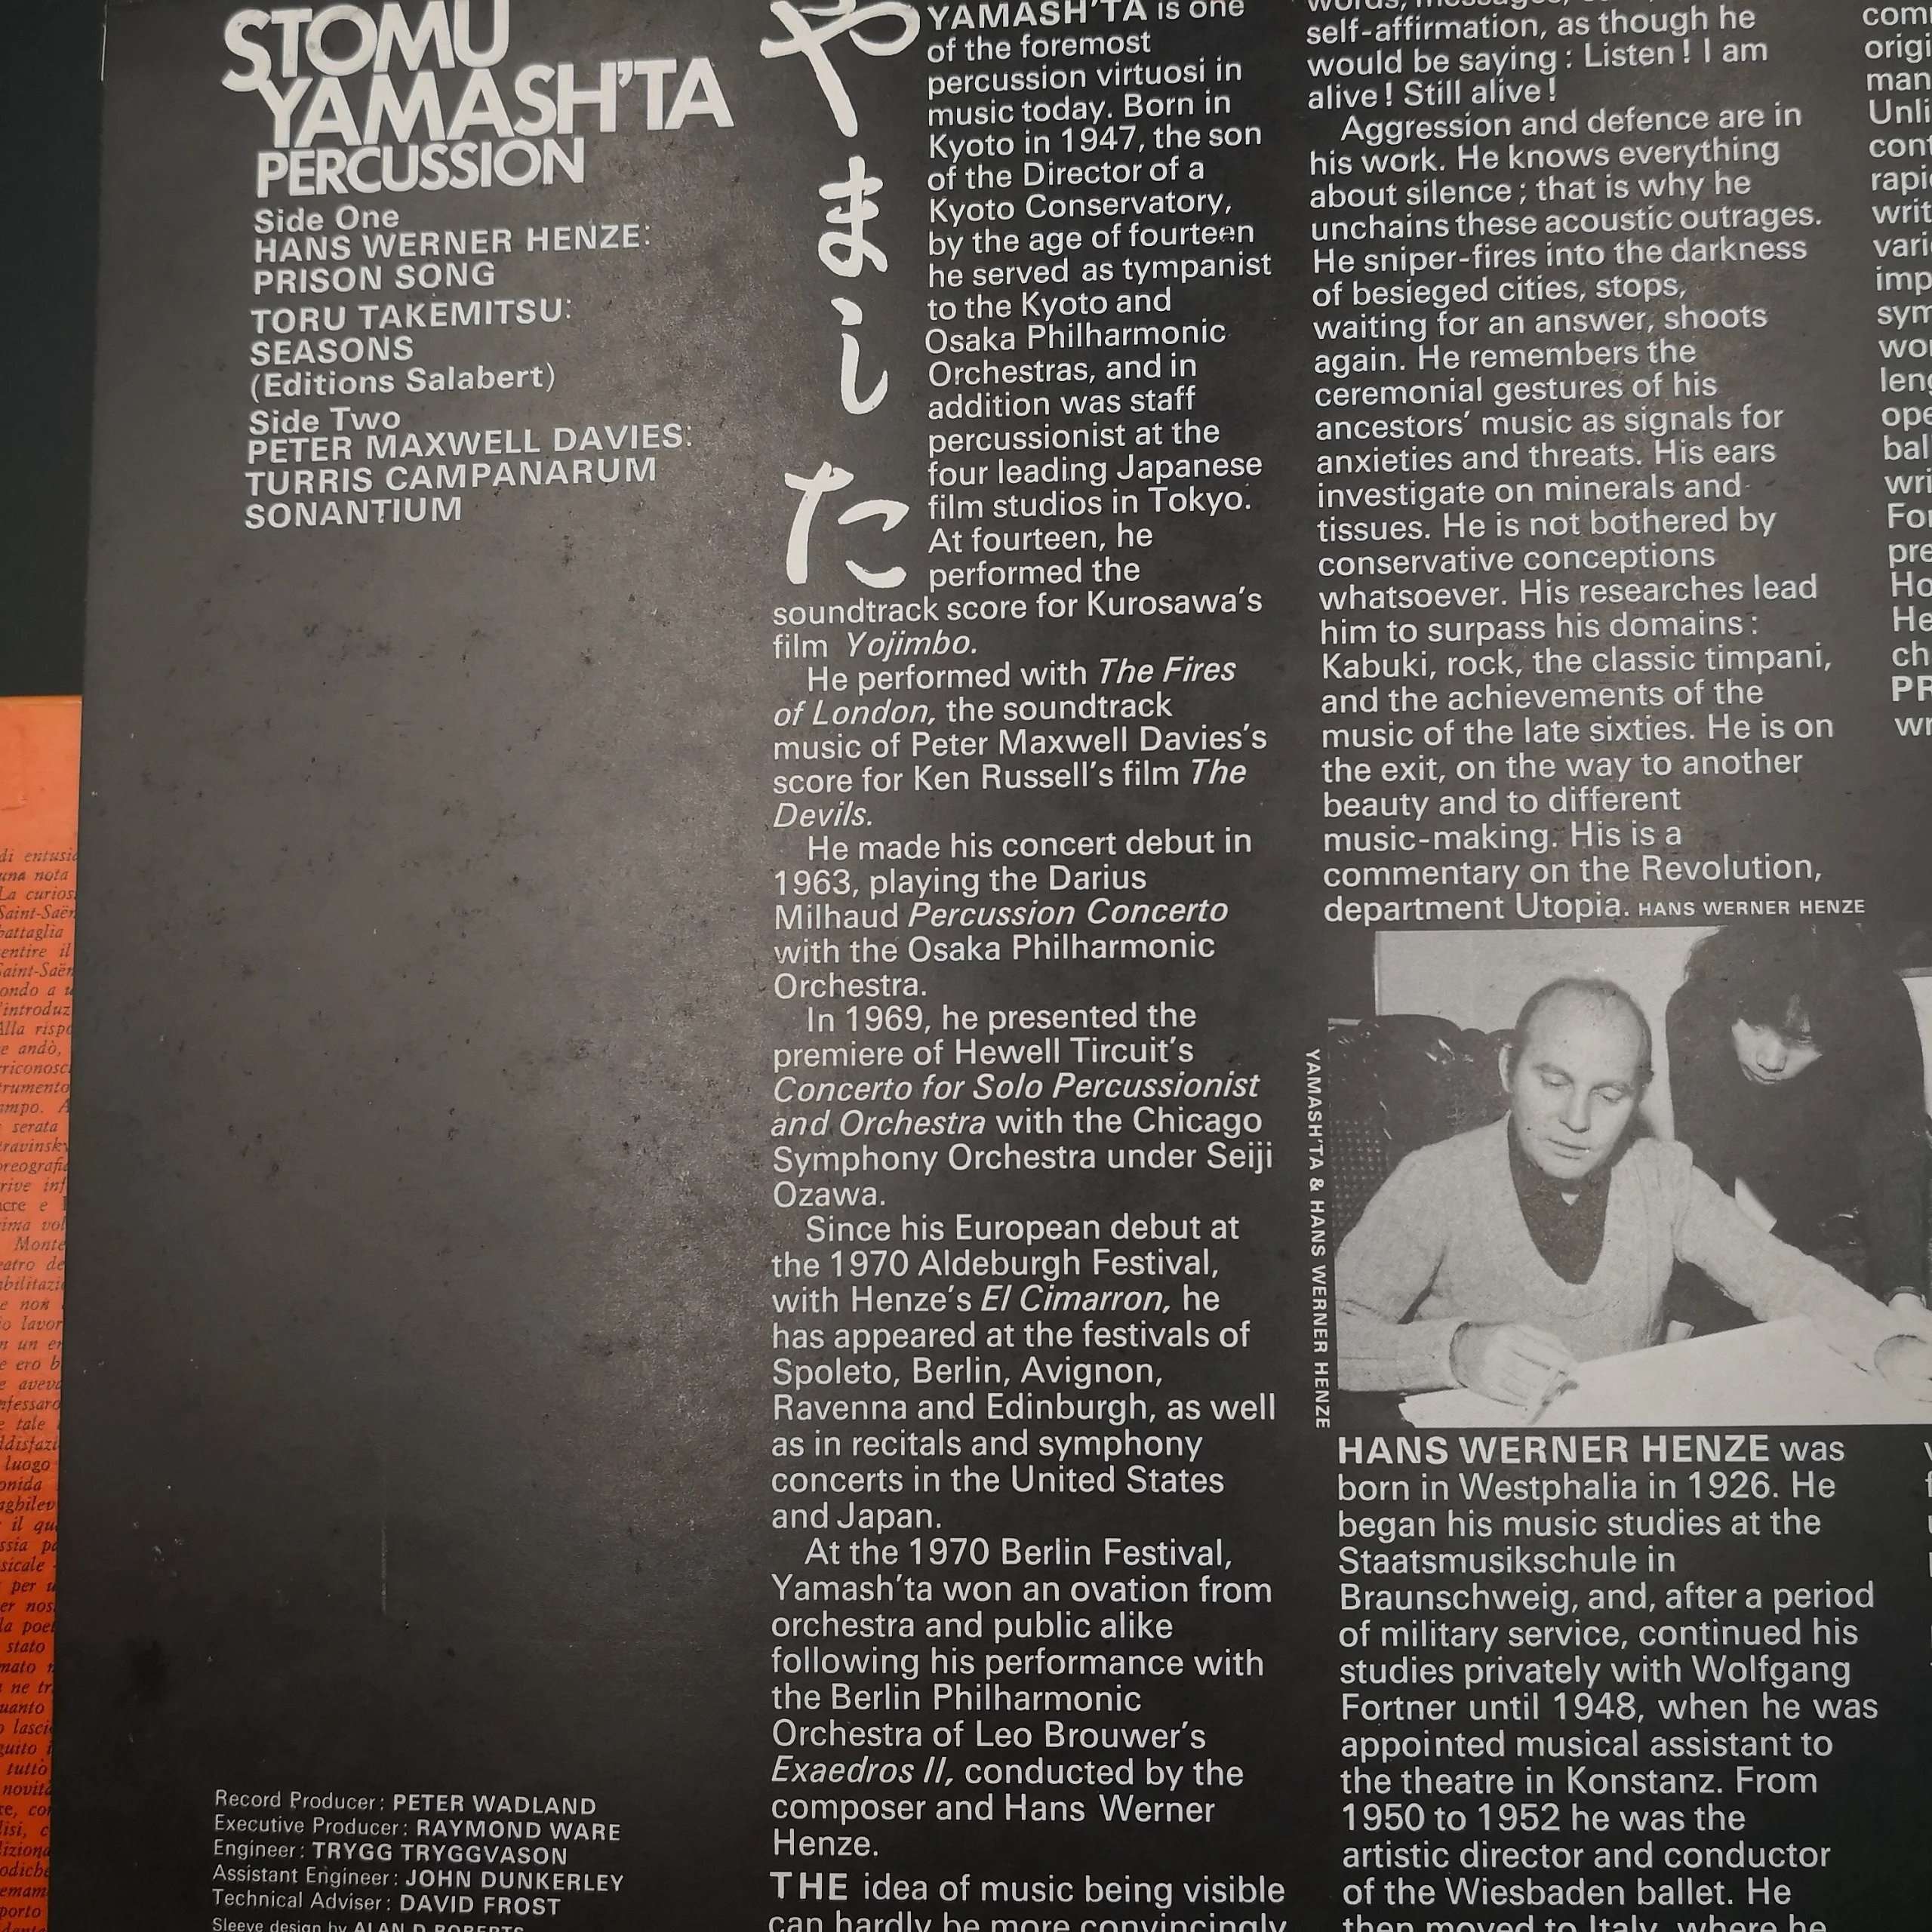 STOMU
YAMASH'TA
PERCUSSION
Side One
HANS WERNER HENZE:
PRISON SONG
TORU TAKEMITSU:
SEASONS
(Editions Salabert)
Side Two
PETER MAXWELL DAVIES:
TURRIS CAMPANARUM
SONANTIUM
Record Producer: PETER WADLAND
Executive Producer: RAYMOND WARE
Engineer: TRYGG TRYGGVASON
Assistant Engineer: JOHN DUNKERLEY
Technical Adviser: DAVID FROST
Sleeve design by ALAN D ROBERTS
やました
YAMASH'TA is one
of the foremost
percussion virtuosi in
music today. Born in
Kyoto in 1947, the son
of the Director of a
Kyoto Conservatory,
by the age of fourteen
he served as tympanist
to the Kyoto and
Osaka Philharmonic
Orchestras, and in
addition was staff
percussionist at the
four leading Japanese
film studios in Tokyo.
At fourteen, he
performed the
soundtrack score for Kurosawa's
film Yojimbo.
He performed with The Fires
of London, the soundtrack
music of Peter Maxwell Davies's
score for Ken Russell's film The
Devils.
He made his concert debut in
1963, playing the Darius
Milhaud Percussion Concerto
with the Osaka Philharmonic
Orchestra.
In 1969, he presented the
premiere of Hewell Tircuit's
Concerto for Solo Percussionist
and Orchestra with the Chicago
Symphony Orchestra under Seiji
Ozawa.
Since his European debut at
the 1970 Aldeburgh Festival,
with Henze's El Cimarron, he
has appeared at the festivals of
Spoleto, Berlin, Avignon,
Ravenna and Edinburgh, as well
as in recitals and symphony
concerts in the United States
and Japan.
At the 1970 Berlin Festival,
Yamash'ta won an ovation from
orchestra and public alike
following his performance with
the Berlin Philharmonic
Orchestra of Leo Brouwer's
Exaedros II, conducted by the
composer and Hans Werner
Henze.
THE idea of music being visible
can hardly be more convincingly
self-affirmation, as though he
would be saying: Listen! I am
alive! Still alive!
Aggression and defence are in
his work. He knows everything
about silence; that is why he
unchains these acoustic outrages.
He sniper-fires into the darkness
of besieged cities, stops,
waiting for an answer, shoots
again. He remembers the
ceremonial gestures of his
ancestors' music as signals for
anxieties and threats. His ears
investigate on minerals and
tissues. He is not bothered by
conservative conceptions
whatsoever. His researches lead
him to surpass his domains:
Kabuki, rock, the classic timpani,
and the achievements of the
music of the late sixties. He is on
the exit, on the way to another
beauty and to different
music-making. His is a
commentary on the Revolution,
department Utopia. HANS WERNER HENZE
YAMASH'TA & HANS WERNER HENZE
HANS WERNER HENZE was
born in Westphalia in 1926. He
began his music studies at the
Staatsmusikschule in
Braunschweig, and, after a period
of military service, continued his
studies privately with Wolfgang
Fortner until 1948, when he was
appointed musical assistant to
the theatre in Konstanz. From
1950 to 1952 he was the
artistic director and conductor
of the Wiesbaden ballet. He
then moved to Italy, where he